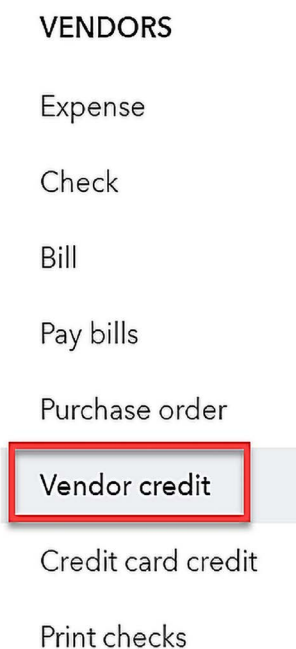 VENDORS
Expense
Check
Bill
Pay bills
Purchase order
Vendor credit
Credit card credit
Print checks